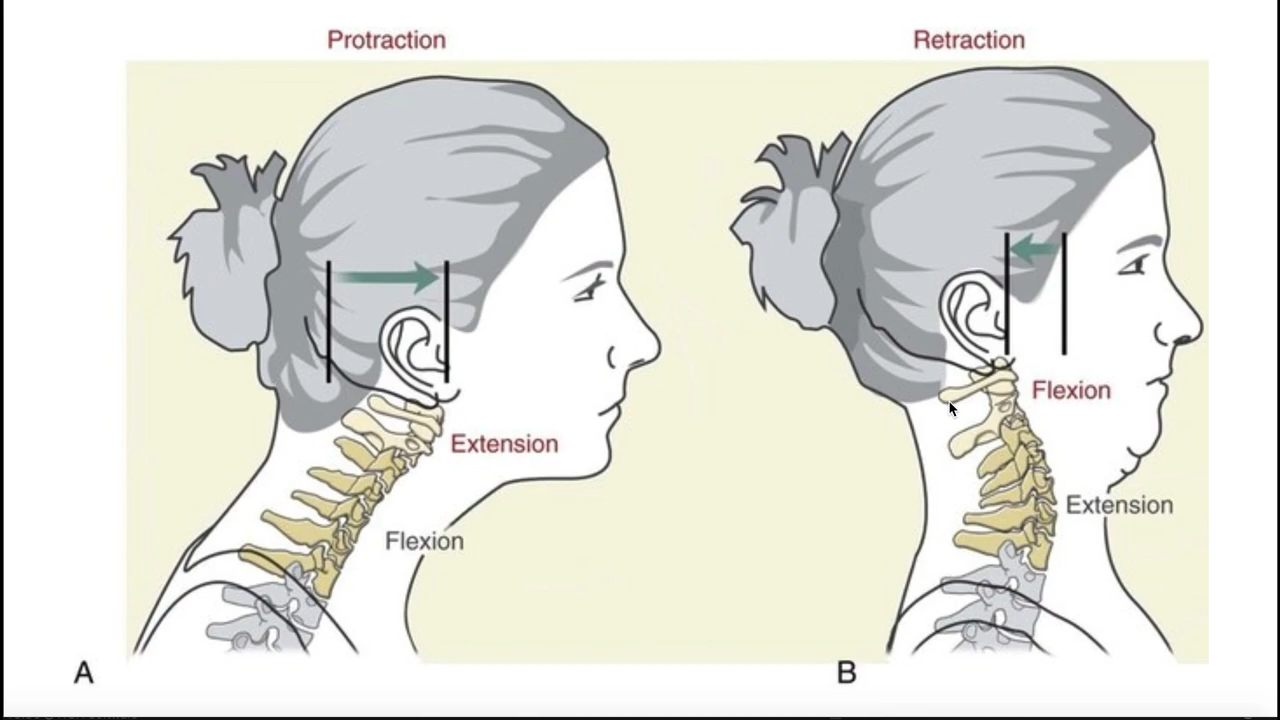 Protraction
Retraction
Extension
Flexion
Flexion
Extension
A
B